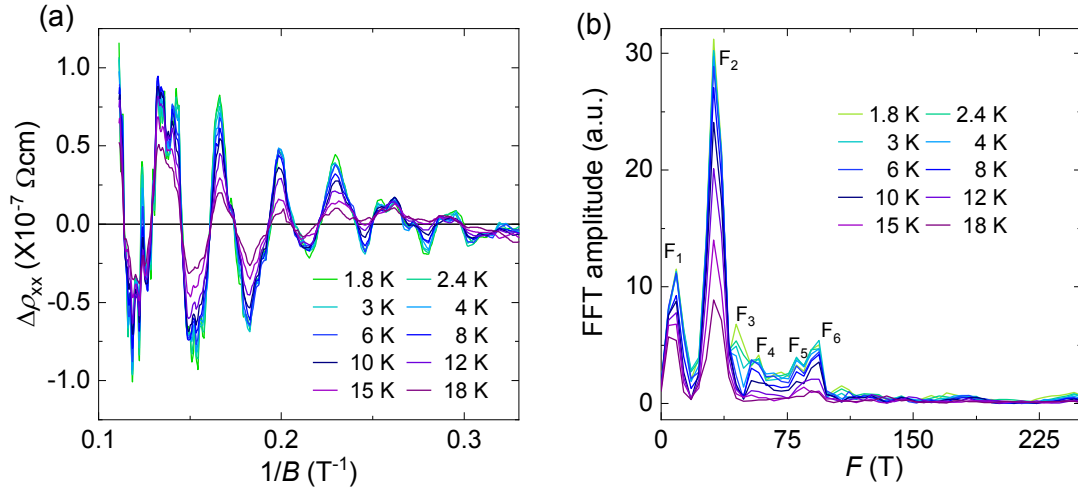 (a)
1.0
0.5
0.0
-0.5
-1.0
Δρxx (X10⁻⁷ Ωcm)
1.8 K 2.4 K
3 K 4 K
6 K 8 K
10 K 12 K
15 K 18 K
0.1 0.2 0.3
1/B (T⁻¹)
(b)
30
20
10
0
FFT amplitude (a.u.)
F₂
1.8 K 2.4 K
3 K 4 K
6 K 8 K
10 K 12 K
15 K 18 K
F₁
F₃
F₄
F₅
F₆
0 75 150 225
F (T)